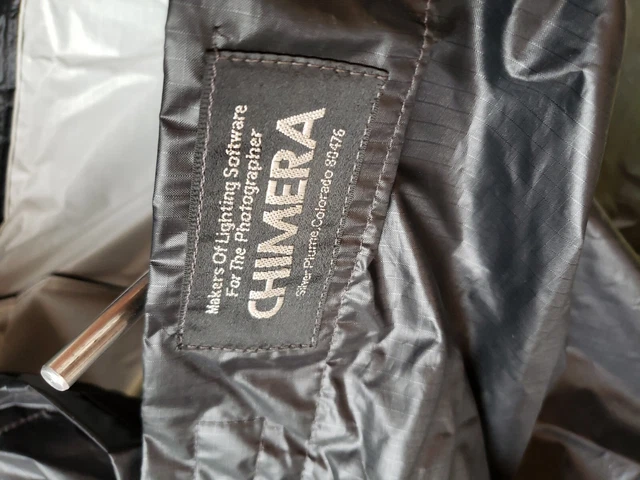 Makers Of Lighting Software
For The Photographer
CHIMERA
Silver Plume, Colorado 80476